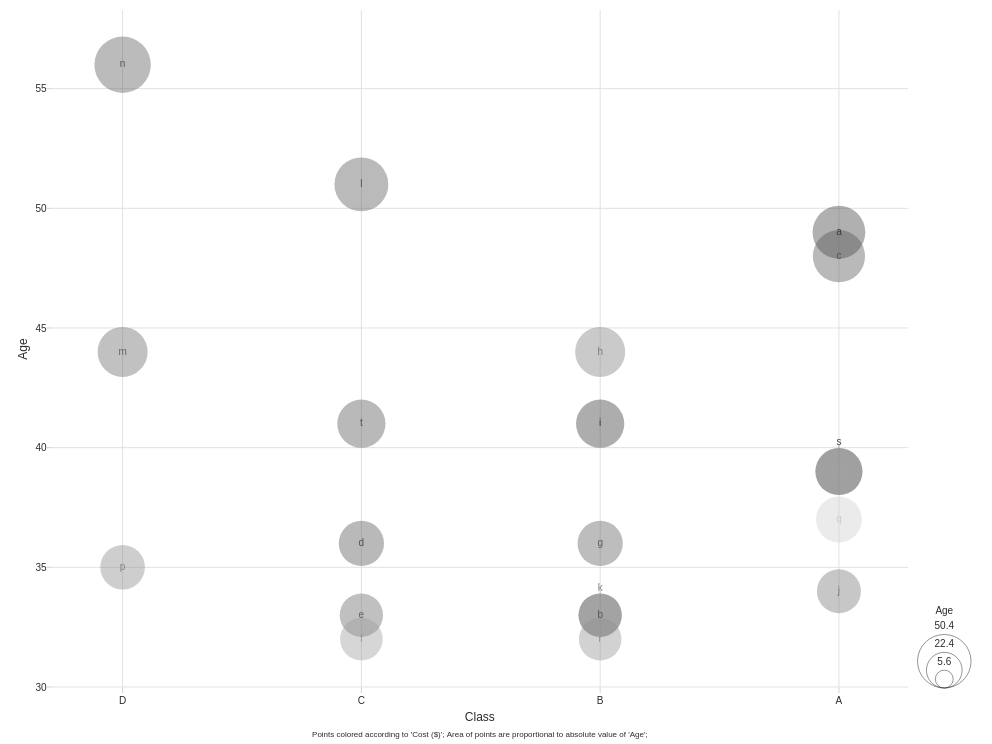 n
55
l
50
a
c
45
m
h
Age
t
i
s
40
q
d
g
35
p
k
j
e
b
Age
50.4
22.4
5.6
30
D
C
B
A
Class
Points colored according to 'Cost ($)'; Area of points are proportional to absolute value of 'Age';